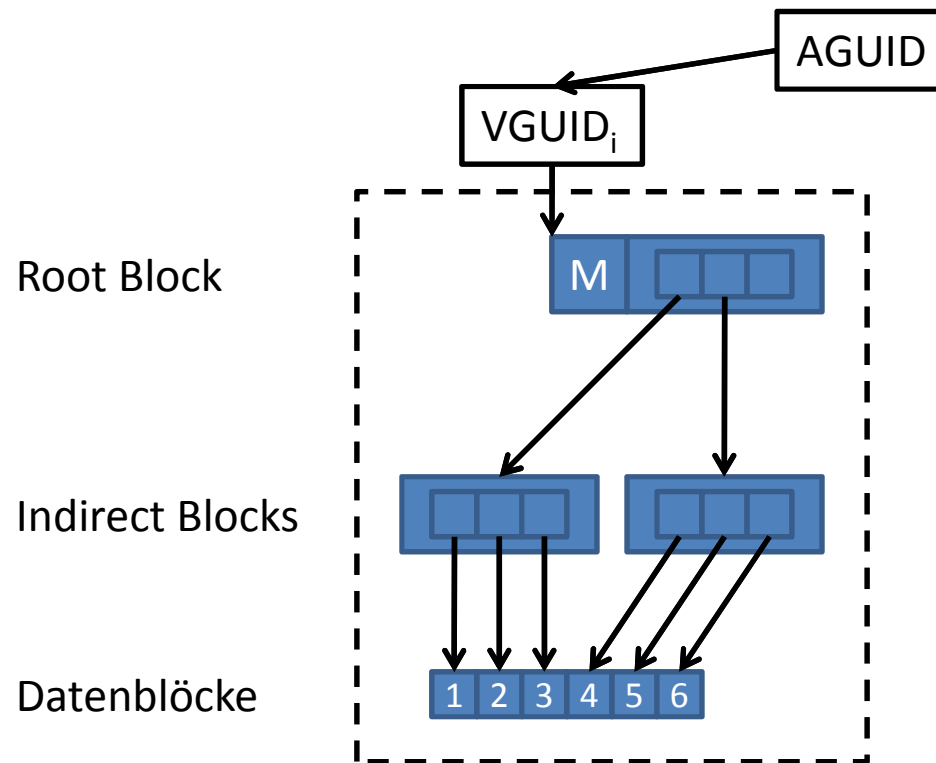 AGUID
VGUIDi
Root Block
M
Indirect Blocks
Datenblöcke
1 2 3 4 5 6